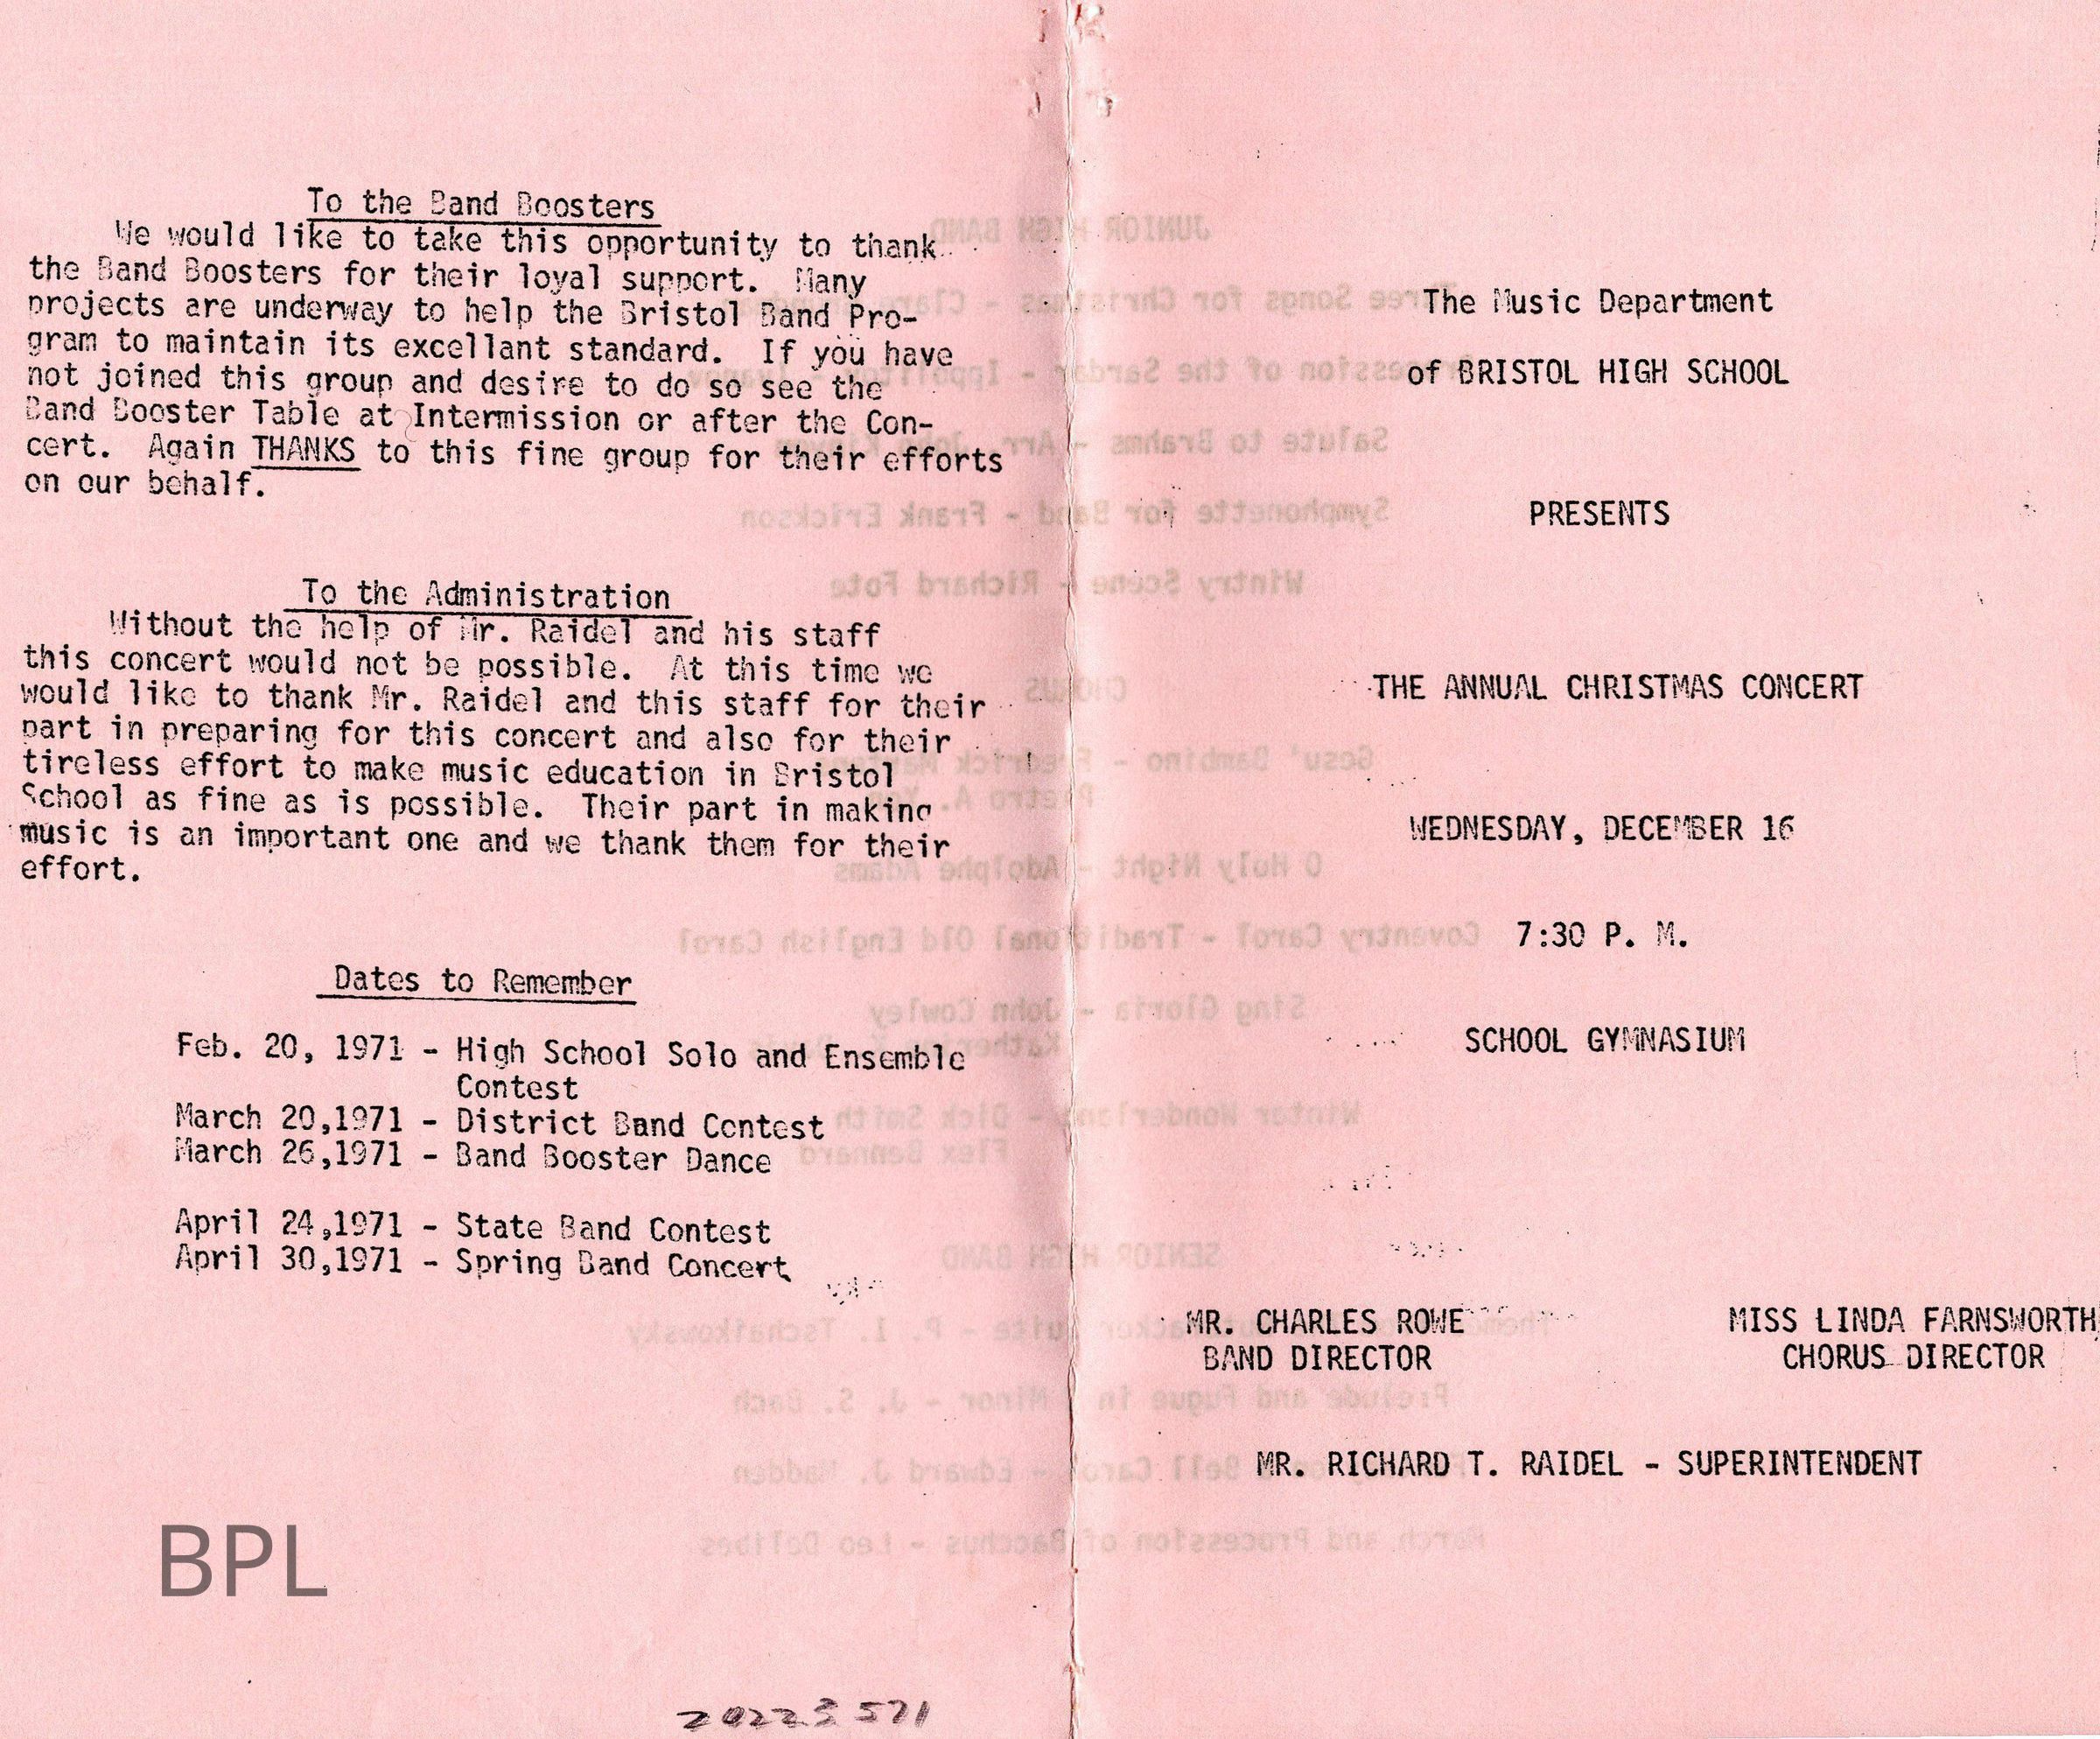 To the Band Boosters
We would like to take this opportunity to thank
the Band Boosters for their loyal support. Many
projects are underway to help the Bristol Band Pro-
gram to maintain its excellant standard. If you have
not joined this group and desire to do so see the
Band Booster Table at Intermission or after the Con-
cert. Again THANKS to this fine group for their efforts
on our behalf.
To the Administration
Without the help of Mr. Raidel and his staff
this concert would not be possible. At this time we
would like to thank Mr. Raidel and this staff for their
part in preparing for this concert and also for their
tireless effort to make music education in Bristol
School as fine as is possible. Their part in making
music is an important one and we thank them for their
effort.
Dates to Remember
Feb. 20, 1971 - High School Solo and Ensemble
Contest
March 20,1971 - District Band Contest
March 26,1971 - Band Booster Dance
April 24,1971 - State Band Contest
April 30,1971 - Spring Band Concert
BPL
The Music Department
of BRISTOL HIGH SCHOOL
PRESENTS
THE ANNUAL CHRISTMAS CONCERT
WEDNESDAY, DECEMBER 16
7:30 P. M.
SCHOOL GYMNASIUM
MR. CHARLES ROWE MISS LINDA FARNSWORTH
BAND DIRECTOR CHORUS DIRECTOR
MR. RICHARD T. RAIDEL - SUPERINTENDENT